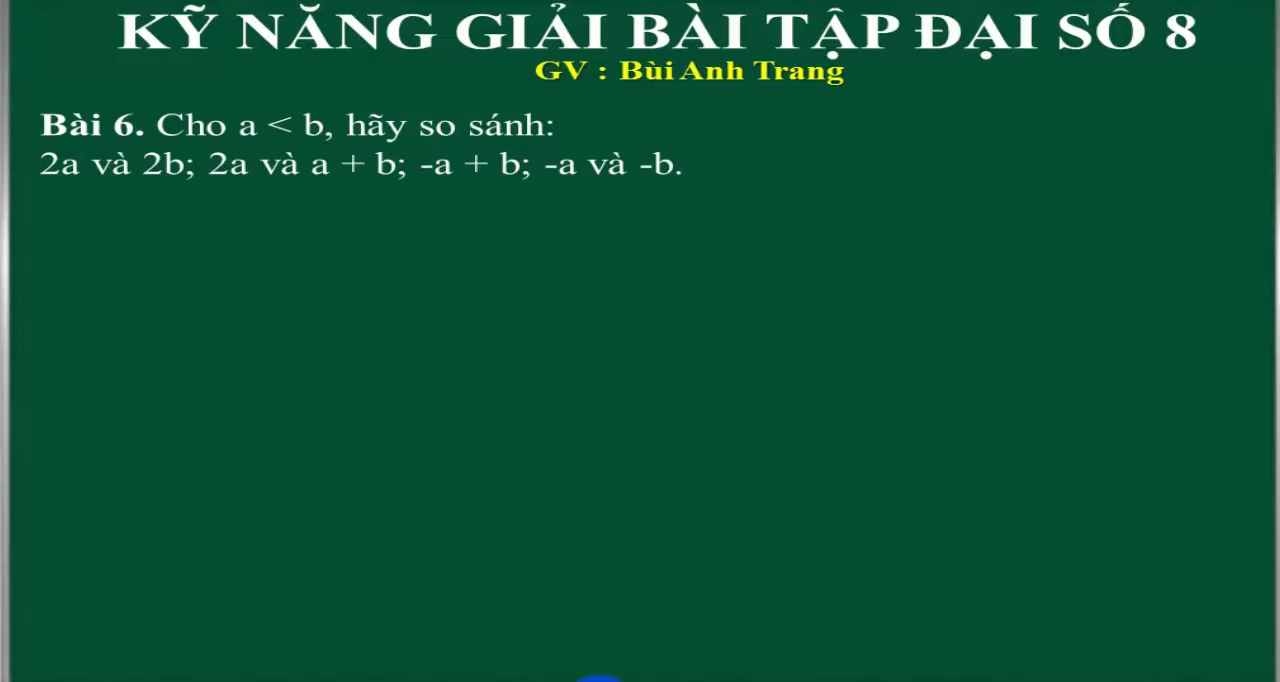 KỸ NĂNG GIẢI BÀI TẬP ĐẠI SỐ 8
GV : Bùi Anh Trang
Bài 6. Cho a < b, hãy so sánh:
2a và 2b; 2a và a + b; -a + b; -a và -b.